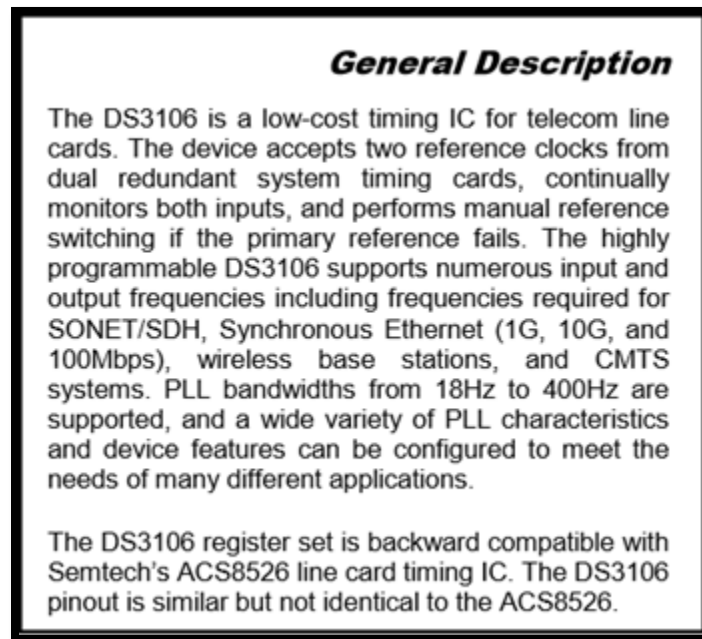 General Description
The DS3106 is a low-cost timing IC for telecom line
cards. The device accepts two reference clocks from
dual redundant system timing cards, continually
monitors both inputs, and performs manual reference
switching if the primary reference fails. The highly
programmable DS3106 supports numerous input and
output frequencies including frequencies required for
SONET/SDH, Synchronous Ethernet (1G, 10G, and
100Mbps), wireless base stations, and CMTS
systems. PLL bandwidths from 18Hz to 400Hz are
supported, and a wide variety of PLL characteristics
and device features can be configured to meet the
needs of many different applications.
The DS3106 register set is backward compatible with
Semtech's ACS8526 line card timing IC. The DS3106
pinout is similar but not identical to the ACS8526.